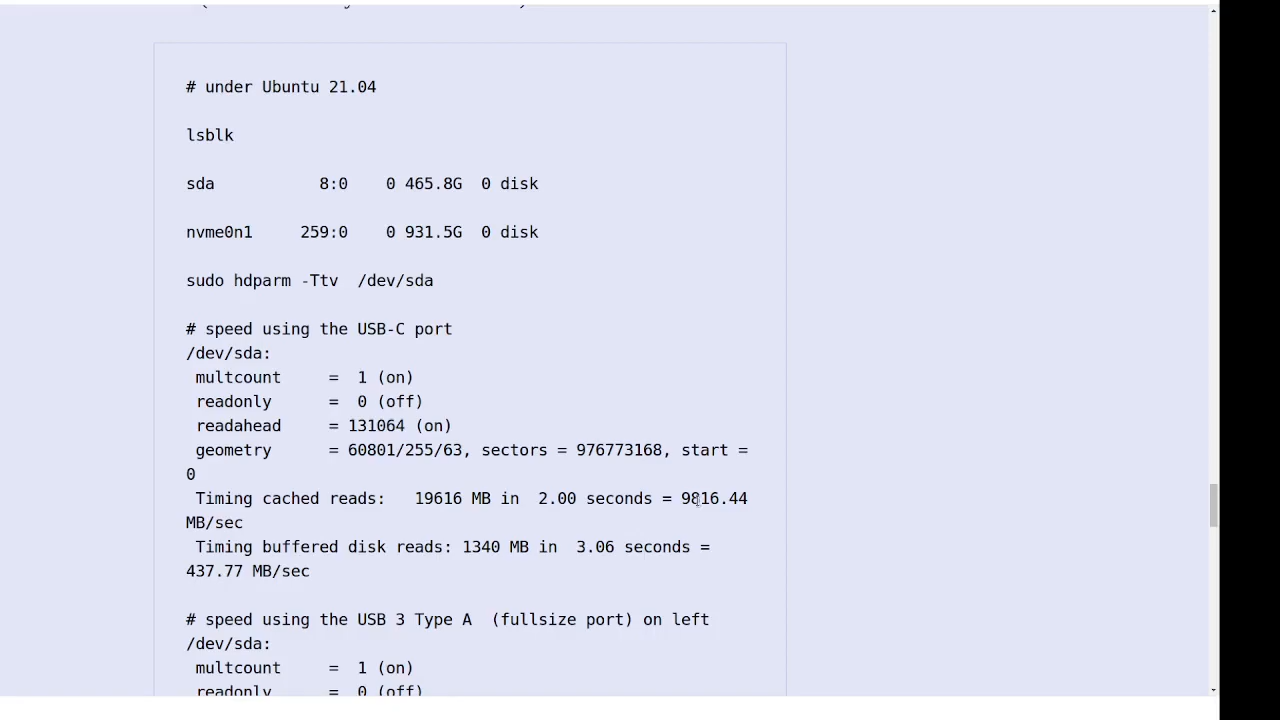 # under Ubuntu 21.04
lsblk
sda           8:0    0 465.8G  0 disk
nvme0n1     259:0    0 931.5G  0 disk
sudo hdparm -Ttv  /dev/sda
# speed using the USB-C port
/dev/sda:
 multcount     =  1 (on)
 readonly      =  0 (off)
 readahead     = 131064 (on)
 geometry      = 60801/255/63, sectors = 976773168, start =
0
 Timing cached reads:   19616 MB in  2.00 seconds = 9816.44
MB/sec
 Timing buffered disk reads: 1340 MB in  3.06 seconds =
437.77 MB/sec
# speed using the USB 3 Type A  (fullsize port) on left
/dev/sda:
 multcount     =  1 (on)
 readonly      =  0 (off)